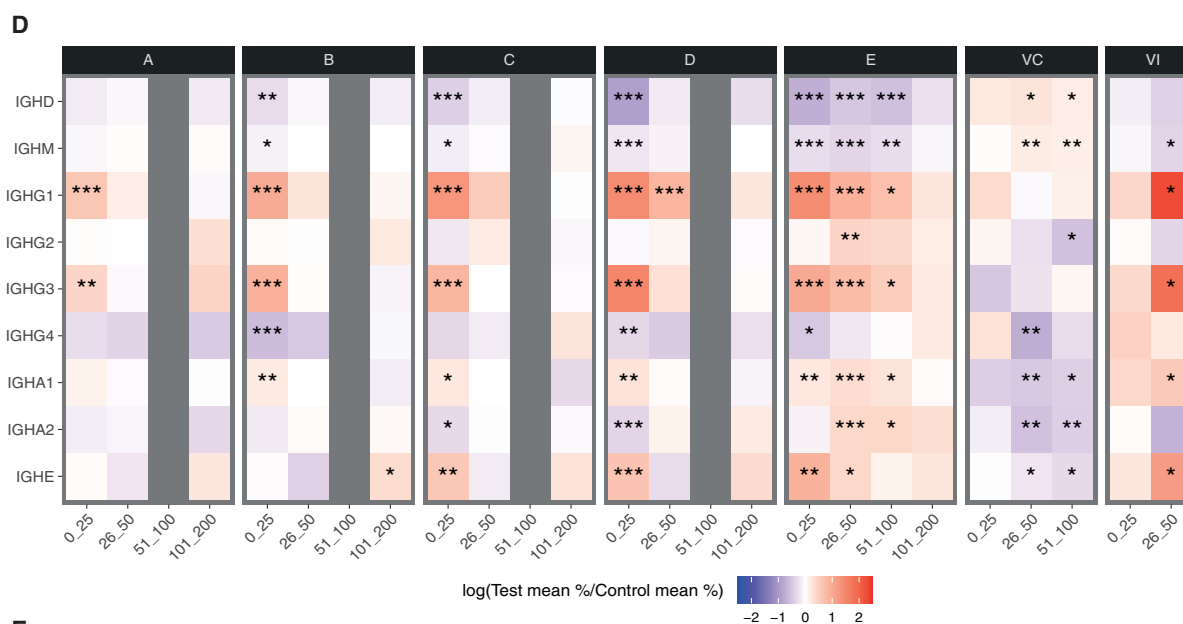 D
A B C D E VC VI
IGHD ** *** *** *** *** *** * *
IGHM * * *** *** *** ** ** ** *
IGHG1 *** *** *** *** *** *** *** * *
IGHG2 ** *
IGHG3 ** *** *** *** *** *** * *
IGHG4 *** ** * **
IGHA1 ** * ** ** *** * ** * *
IGHA2 * *** *** * ** **
IGHE * ** *** ** * * * *
0_25 26_50 51_100 101_200 0_25 26_50 51_100 101_200 0_25 26_50 51_100 101_200 0_25 26_50 51_100 101_200 0_25 26_50 51_100 101_200 0_25 26_50 51_100 0_25 26_50
log(Test mean %/Control mean %)
−2 −1 0 1 2